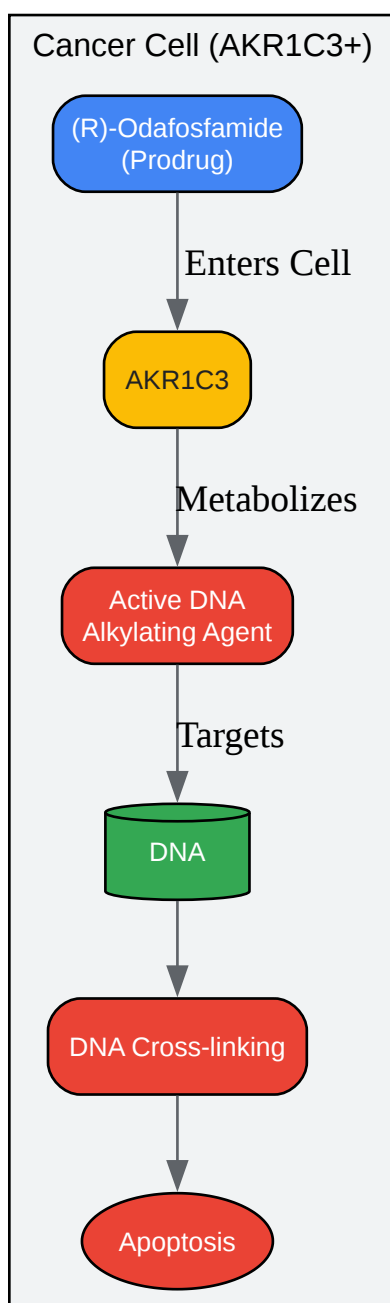 Cancer Cell (AKR1C3+)
(R)-Odafosfamide
(Prodrug)
Enters Cell
AKR1C3
Metabolizes
Active DNA
Alkylating Agent
Targets
DNA
DNA Cross-linking
Apoptosis